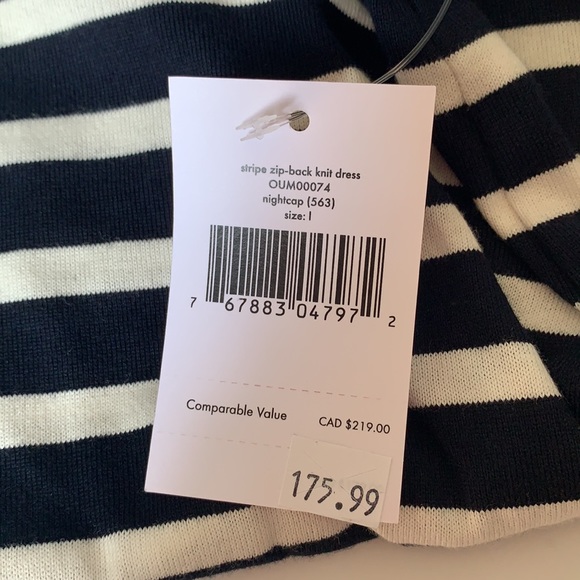 stripe zip-back knit dress
OUM00074
nightcap (563)
size: l
7 67883 04797 2
Comparable Value CAD $219.00
175.99